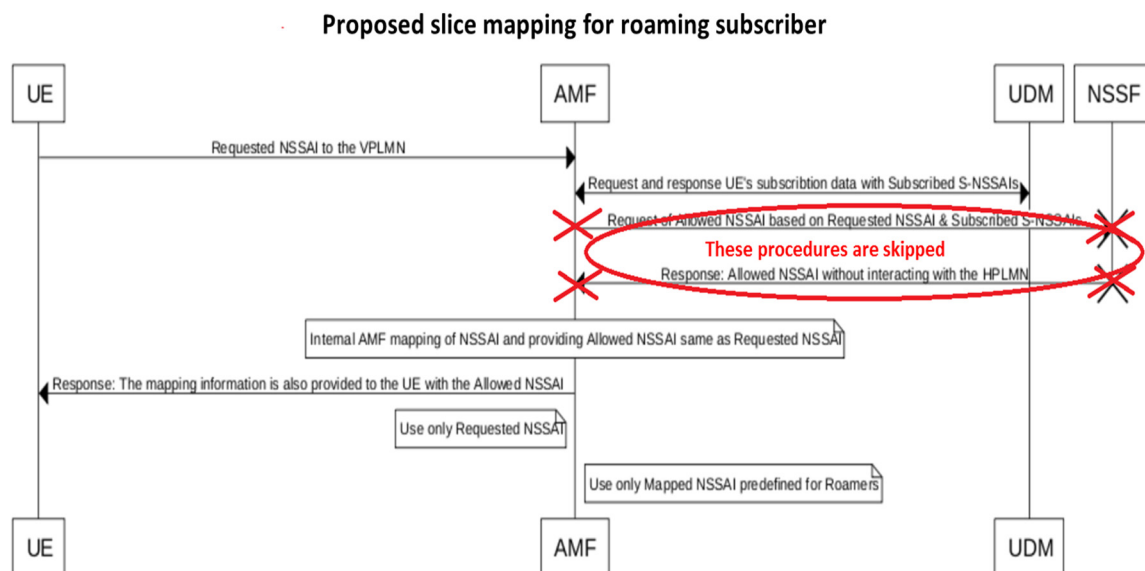 Proposed slice mapping for roaming subscriber
UE
AMF
UDM
NSSF
Requested NSSAI to the VPLMN
Request and response UE's subscribtion data with Subscribed S-NSSAIs
Request of Allowed NSSAI based on Requested NSSAI & Subscribed S-NSSAIs
These procedures are skipped
Response: Allowed NSSAI without interacting with the HPLMN
Internal AMF mapping of NSSAI and providing Allowed NSSAI same as Requested NSSAI
Response: The mapping information is also provided to the UE with the Allowed NSSAI
Use only Requested NSSAI
Use only Mapped NSSAI predefined for Roamers
UE
AMF
UDM